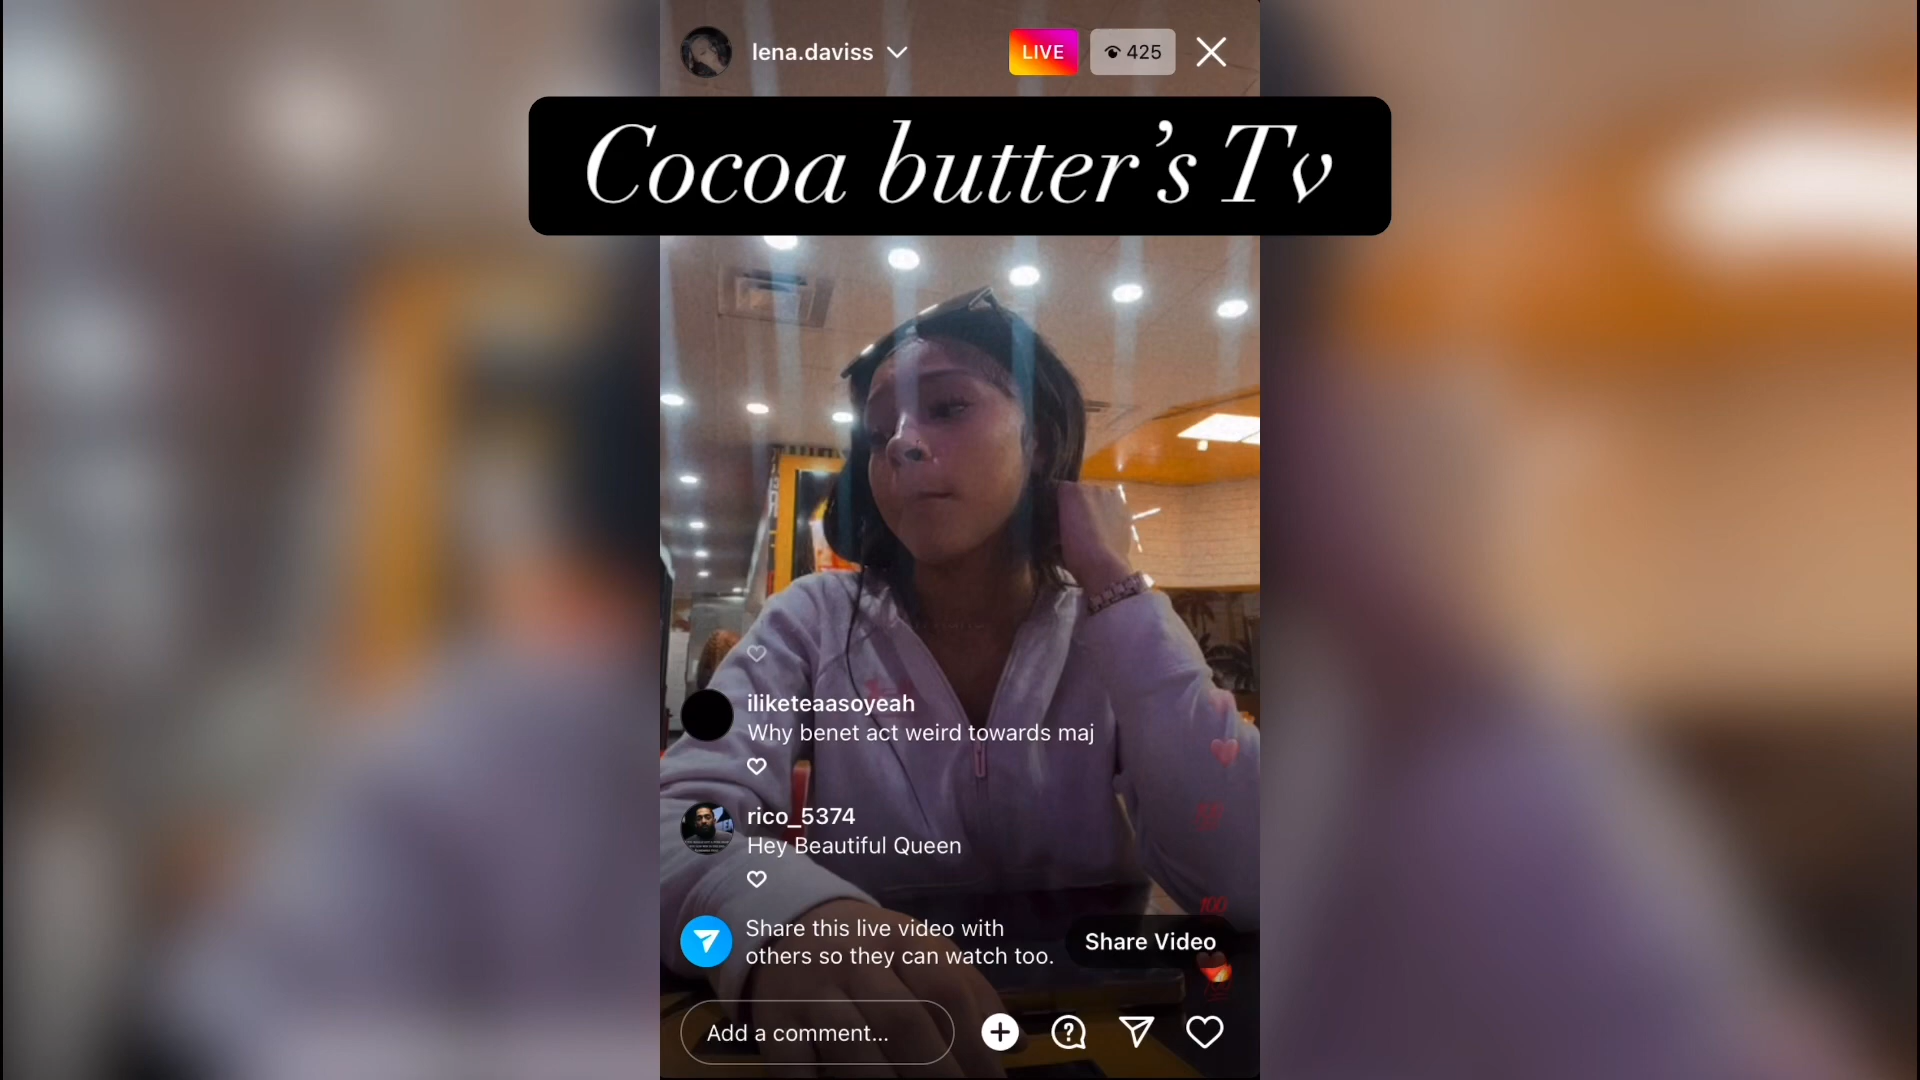 lena.daviss
LIVE
425
Cocoa butter’s Tv
iliketeaasoyeah
Why benet act weird towards maj
rico_5374
Hey Beautiful Queen
Share this live video with
others so they can watch too.
Share Video
Add a comment...